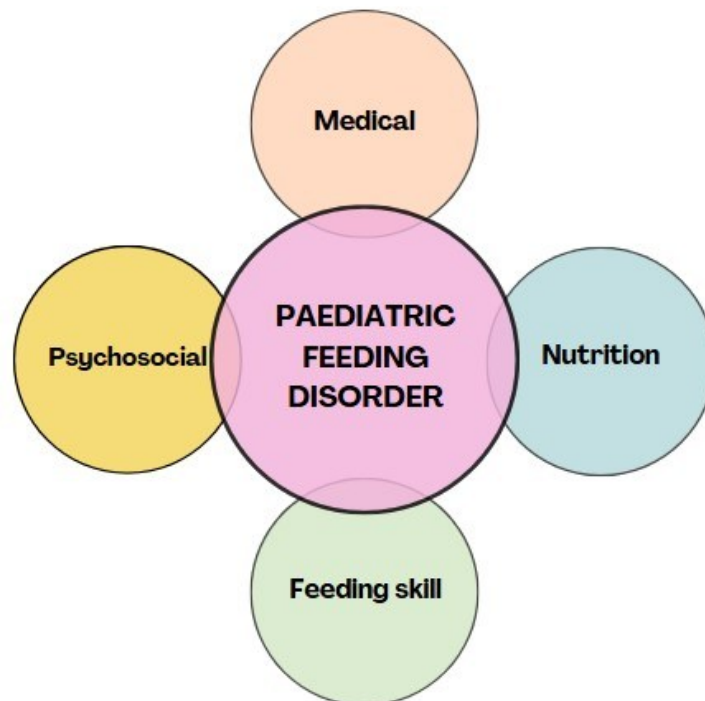 Medical
Psychosocial
PAEDIATRIC
FEEDING
DISORDER
Nutrition
Feeding skill